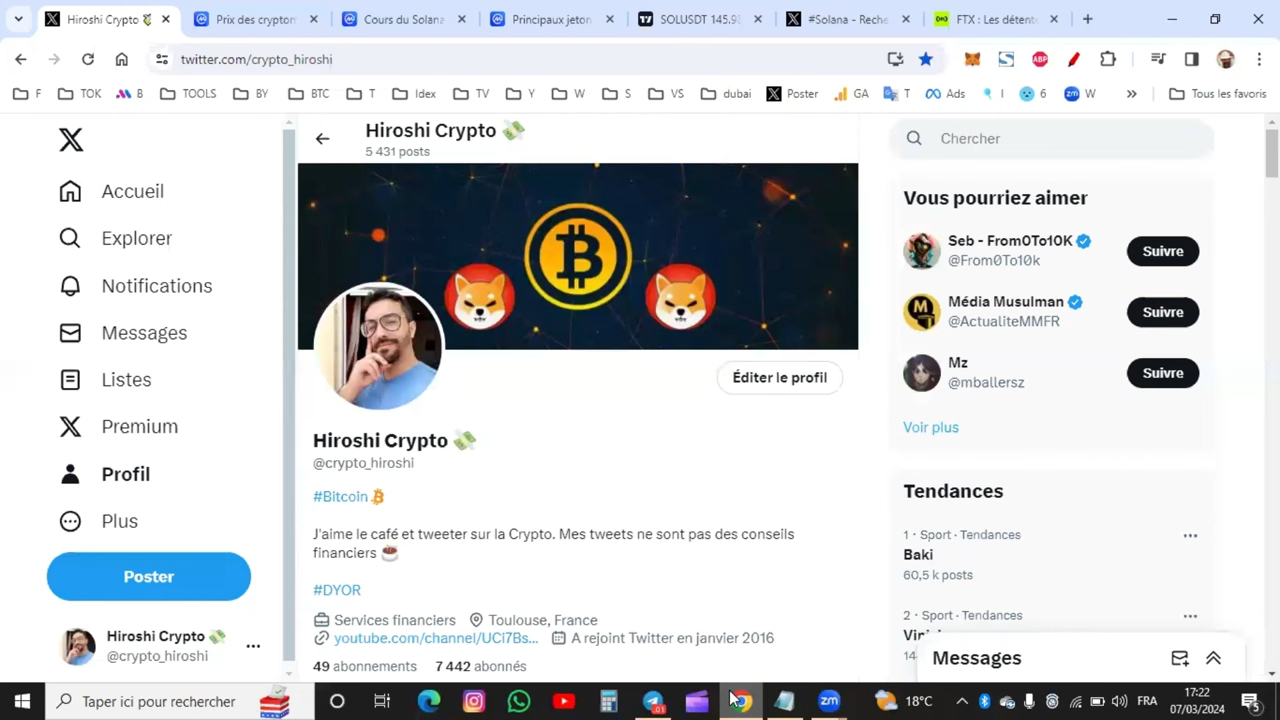 Hiroshi Crypto
Prix des crypton
Cours du Solana
Principaux jeton
SOLUSDT 145.9
#Solana - Reche
FTX : Les détente
twitter.com/crypto_hiroshi
ABP
F
TOK
B
TOOLS
BY
BTC
T
Idex
TV
Y
W
S
VS
dubai
Poster
GA
T
Ads
I
6
zm W
Tous les favoris
Hiroshi Crypto
5 431 posts
Accueil
Explorer
Notifications
Messages
Listes
Premium
Profil
Plus
Poster
Hiroshi Crypto
@crypto_hiroshi
Éditer le profil
Hiroshi Crypto
@crypto_hiroshi
#Bitcoin
J'aime le café et tweeter sur la Crypto. Mes tweets ne sont pas des conseils
financiers
#DYOR
Services financiers Toulouse, France
youtube.com/channel/UCi7Bs... A rejoint Twitter en janvier 2016
49 abonnements 7 442 abonnés
Chercher
Vous pourriez aimer
Seb - From0To10K
@From0To10k
Suivre
Média Musulman
@ActualiteMMFR
Suivre
Mz
@mballersz
Suivre
Voir plus
Tendances
1 · Sport · Tendances
Baki
60,5 k posts
2 · Sport · Tendances
Messages
Taper ici pour rechercher
zm
18°C
FRA
17:22
07/03/2024
5